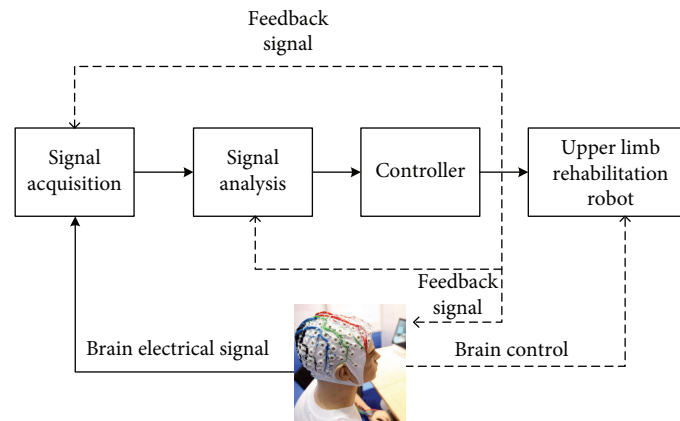 Feedback
signal
Signal
acquisition
Signal
analysis
Controller
Upper limb
rehabilitation
robot
Feedback
signal
Brain electrical signal
Brain control